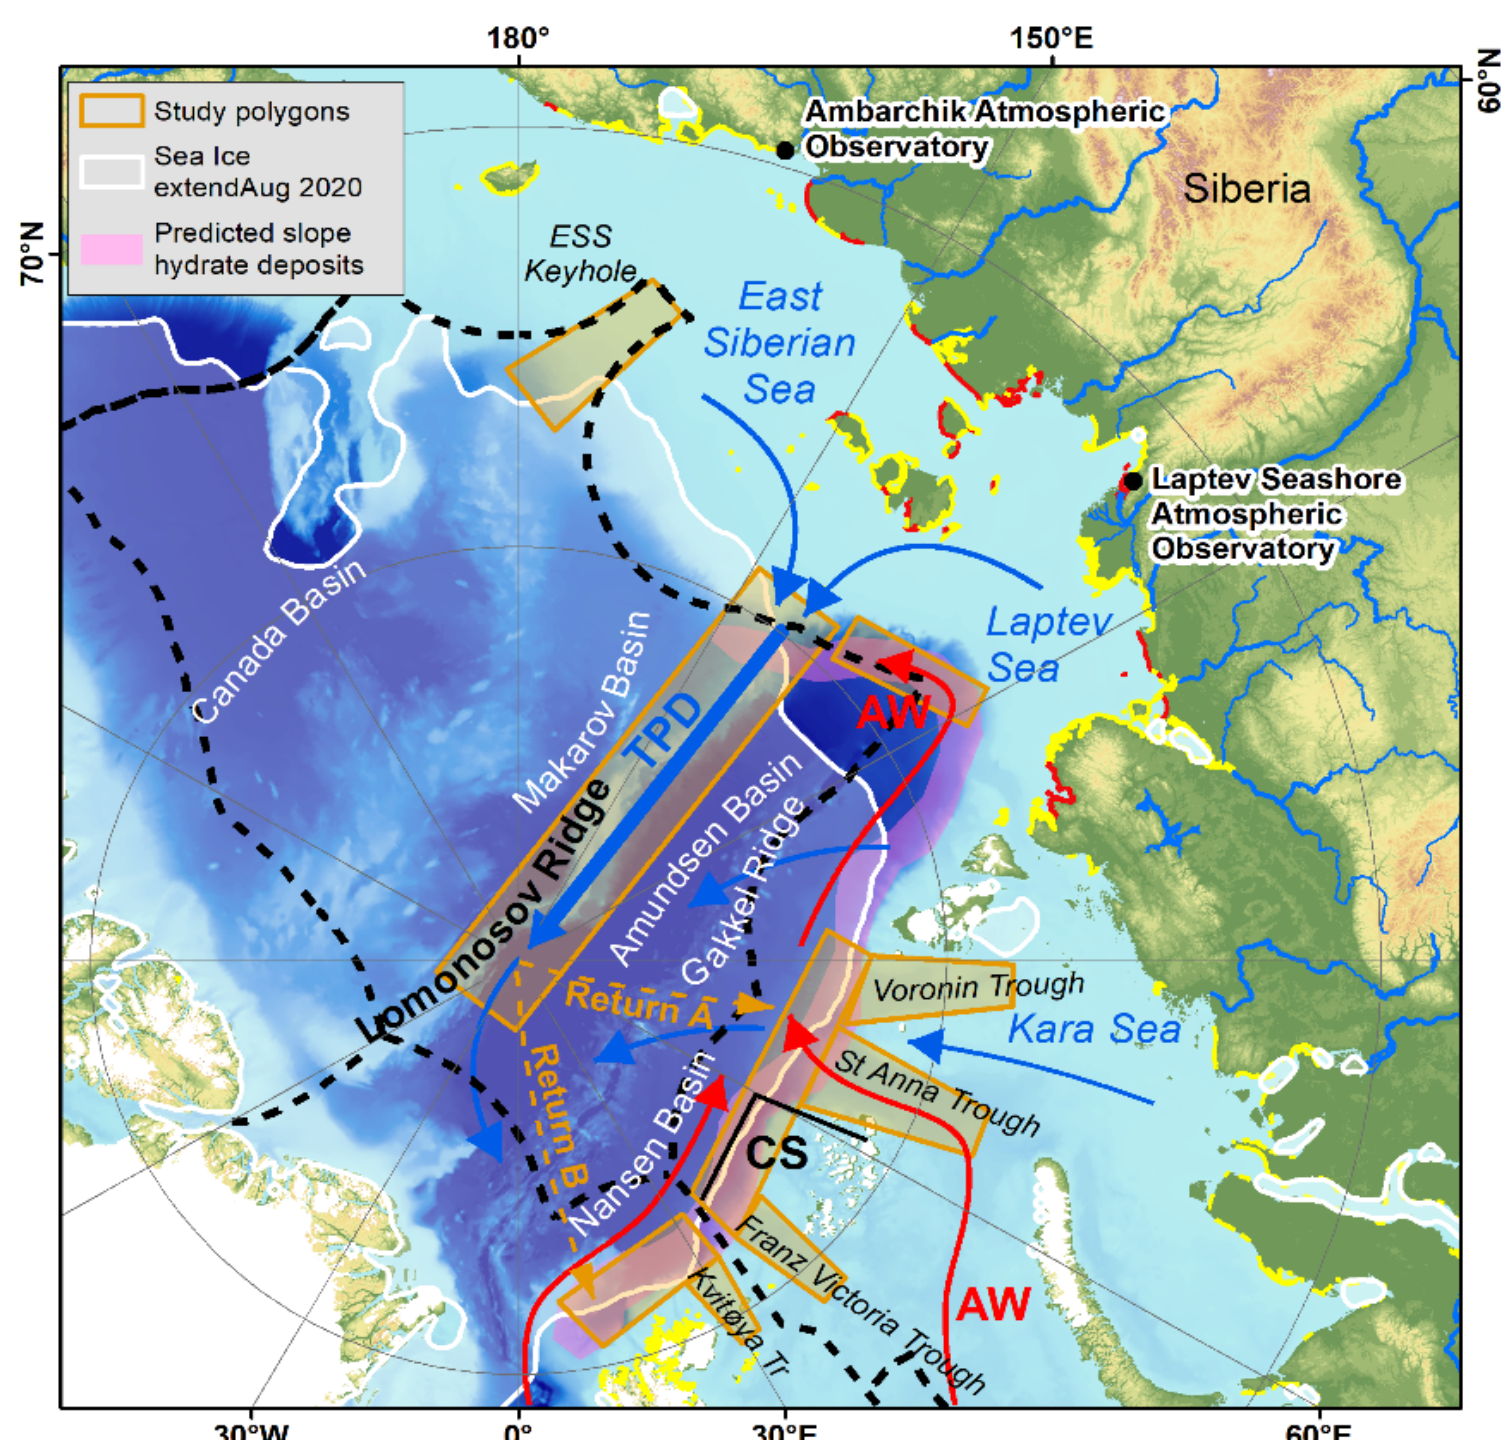 180°
150°E
60°N
70°N
Study polygons
Sea Ice
extendAug 2020
Predicted slope
hydrate deposits
Ambarchik Atmospheric
Observatory
Siberia
ESS
Keyhole
East
Siberian
Sea
Laptev Seashore
Atmospheric
Observatory
Laptev
Sea
Canada Basin
Makarov Basin
TPD
AW
Lomonosov Ridge
Amundsen Basin
Gakkel Ridge
Return A
Voronin Trough
Kara Sea
Return B
St Anna Trough
Nansen Basin
CS
Franz Victoria Trough
Kvitøya Tr
AW
30°W
0°
30°E
60°E